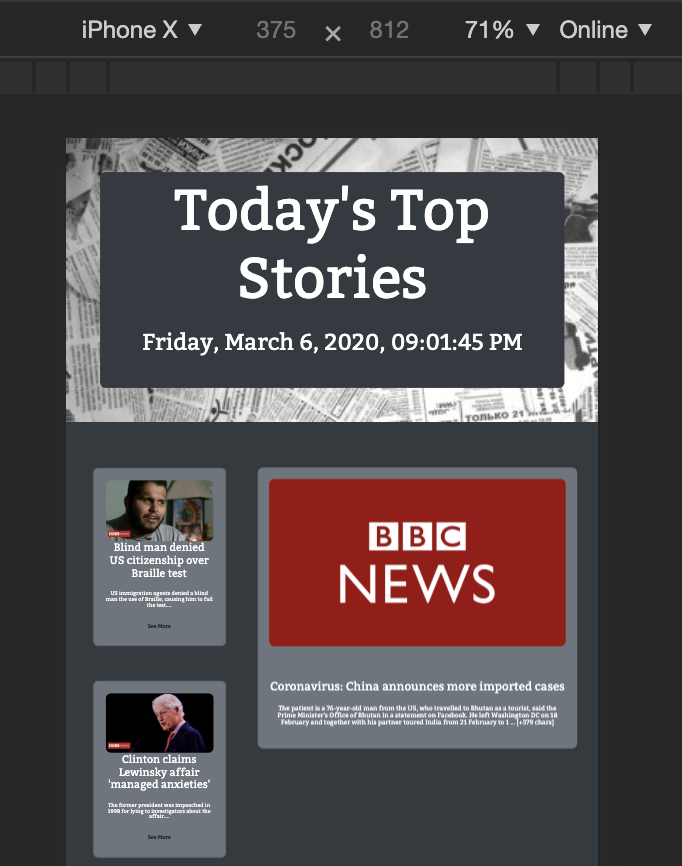 iPhone X ▼ 375 × 812 71% ▼ Online ▼
Today's Top
Stories
Friday, March 6, 2020, 09:01:45 PM
ТОЛЬКО 21
Blind man denied
US citizenship over
Braille test
US immigration agents denied a blind
man the use of Braille, causing him to fail
the test....
See More
BBC
NEWS
Coronavirus: China announces more imported cases
The patient is a 76-year-old man from the US, who travelled to Bhutan as a tourist, said the
Prime Minister's Office of Bhutan in a statement on Facebook. He left Washington DC on 18
February and together with his partner toured India from 21 February to 1 … [+379 chars]
Clinton claims
Lewinsky affair
'managed anxieties'
The former president was impeached in
1998 for lying to investigators about the
affair....
See More